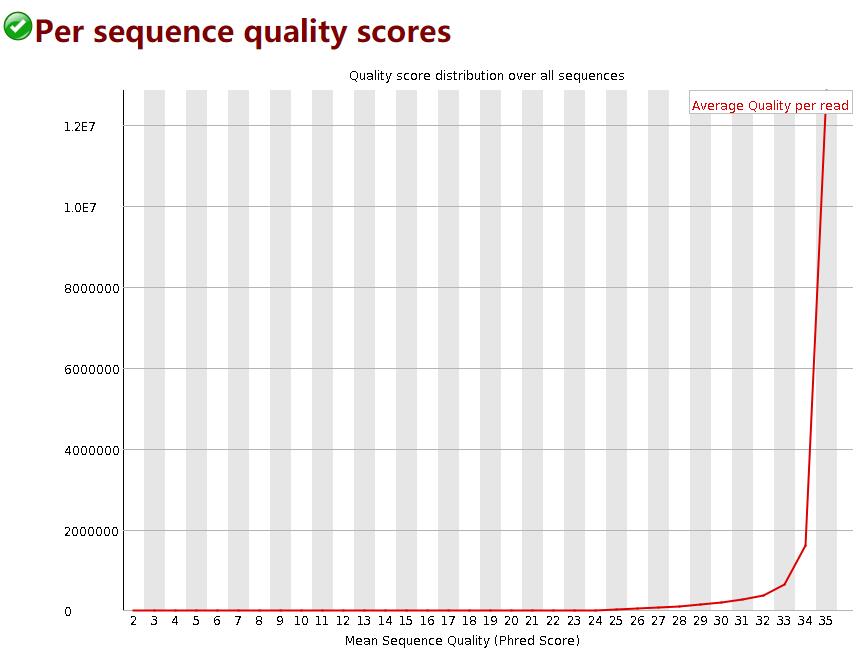 Per sequence quality scores
Quality score distribution over all sequences
Average Quality per read
1.2E7
1.0E7
8000000
6000000
4000000
2000000
0
2 3 4 5 6 7 8 9 10 11 12 13 14 15 16 17 18 19 20 21 22 23 24 25 26 27 28 29 30 31 32 33 34 35
Mean Sequence Quality (Phred Score)